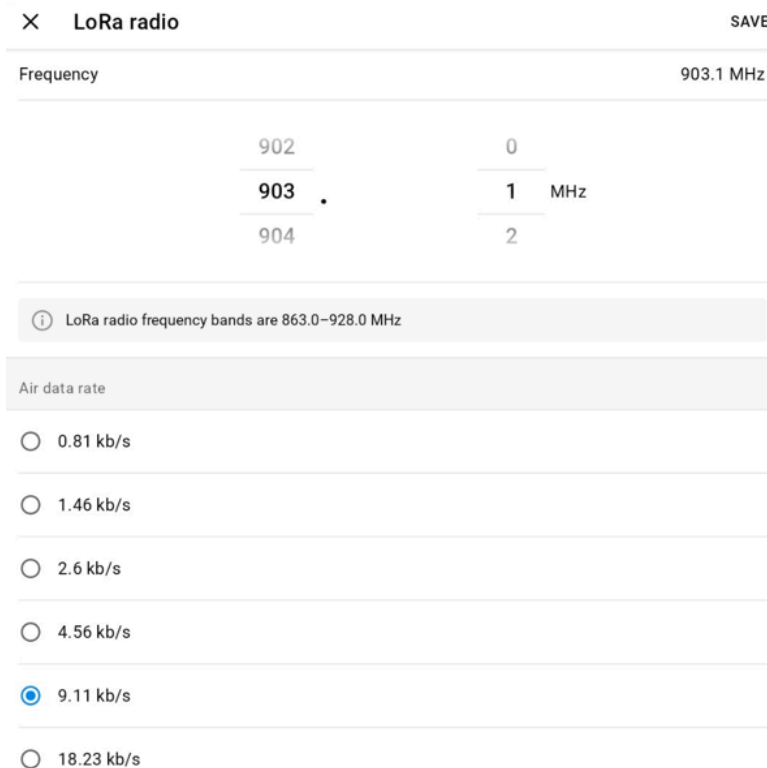 LoRa radio SAVE
Frequency 903.1 MHz
902 0
903 . 1 MHz
904 2
LoRa radio frequency bands are 863.0–928.0 MHz
Air data rate
0.81 kb/s
1.46 kb/s
2.6 kb/s
4.56 kb/s
9.11 kb/s
18.23 kb/s